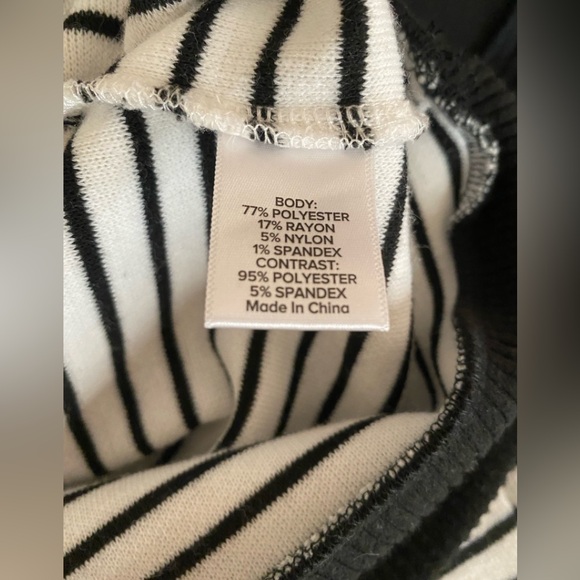 BODY:
77% POLYESTER
17% RAYON
5% NYLON
1% SPANDEX
CONTRAST:
95% POLYESTER
5% SPANDEX
Made In China